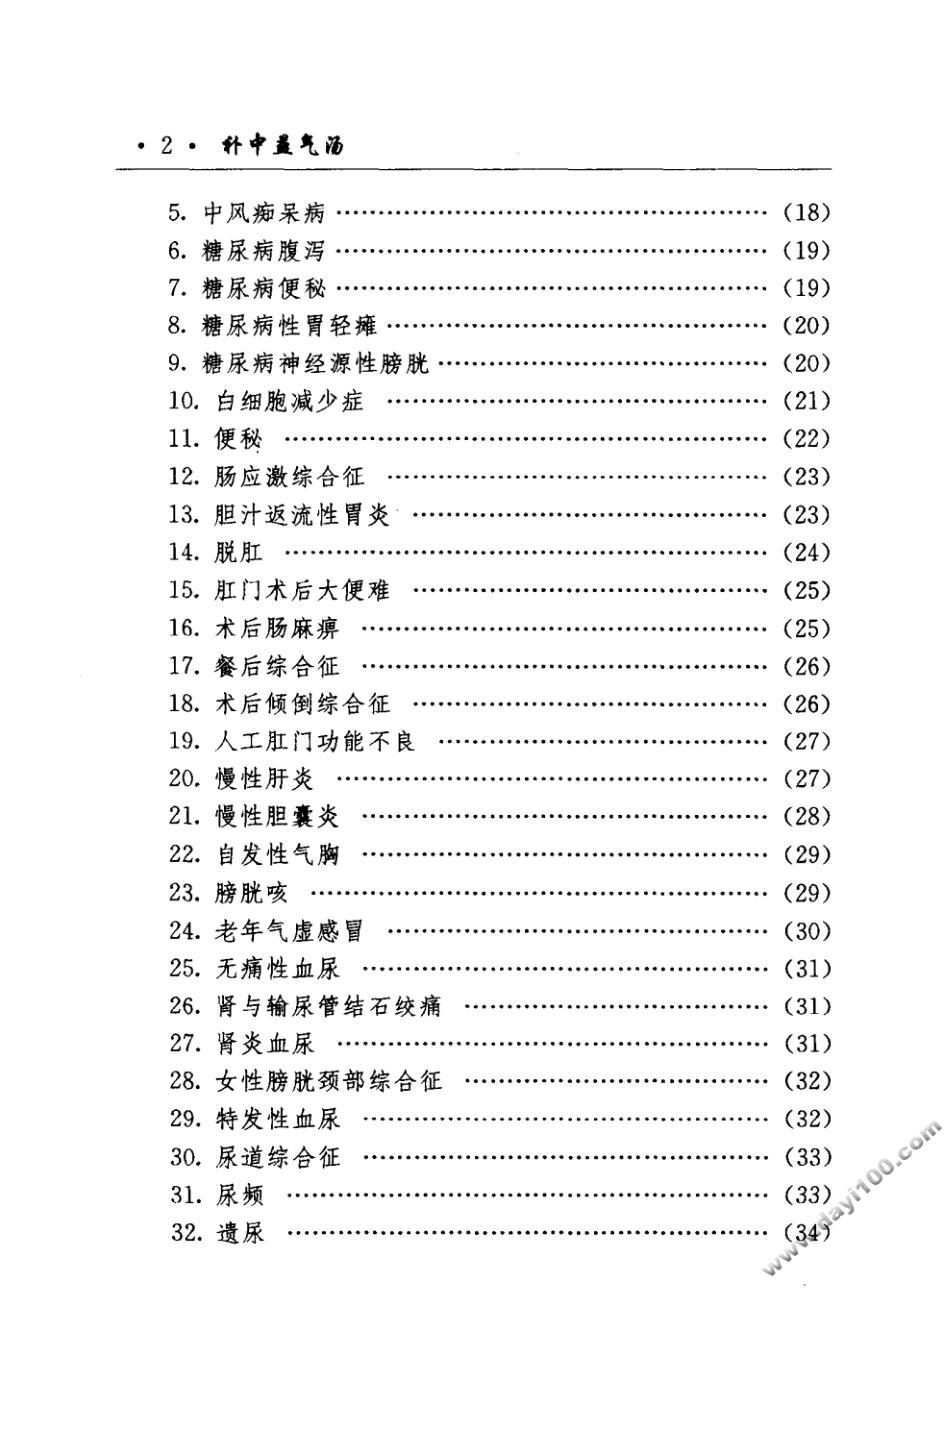 · 2 · 补中益气汤
5. 中风痴呆病 ……………………………………… (18)
6. 糖尿病腹泻 ……………………………………… (19)
7. 糖尿病便秘 ……………………………………… (19)
8. 糖尿病性胃轻瘫 ………………………………… (20)
9. 糖尿病神经源性膀胱 …………………………… (20)
10. 白细胞减少症 ………………………………… (21)
11. 便秘 …………………………………………… (22)
12. 肠应激综合征 ………………………………… (23)
13. 胆汁返流性胃炎 ……………………………… (23)
14. 脱肛 …………………………………………… (24)
15. 肛门术后大便难 ……………………………… (25)
16. 术后肠麻痹 …………………………………… (25)
17. 餐后综合征 …………………………………… (26)
18. 术后倾倒综合征 ……………………………… (26)
19. 人工肛门功能不良 …………………………… (27)
20. 慢性肝炎 ……………………………………… (27)
21. 慢性胆囊炎 …………………………………… (28)
22. 自发性气胸 …………………………………… (29)
23. 膀胱咳 ………………………………………… (29)
24. 老年气虚感冒 ………………………………… (30)
25. 无痛性血尿 …………………………………… (31)
26. 肾与输尿管结石绞痛 ………………………… (31)
27. 肾炎血尿 ……………………………………… (31)
28. 女性膀胱颈部综合征 ………………………… (32)
29. 特发性血尿 …………………………………… (32)
30. 尿道综合征 …………………………………… (33)
31. 尿频 …………………………………………… (33)
32. 遗尿 …………………………………………… (34)
www.dayi100.com